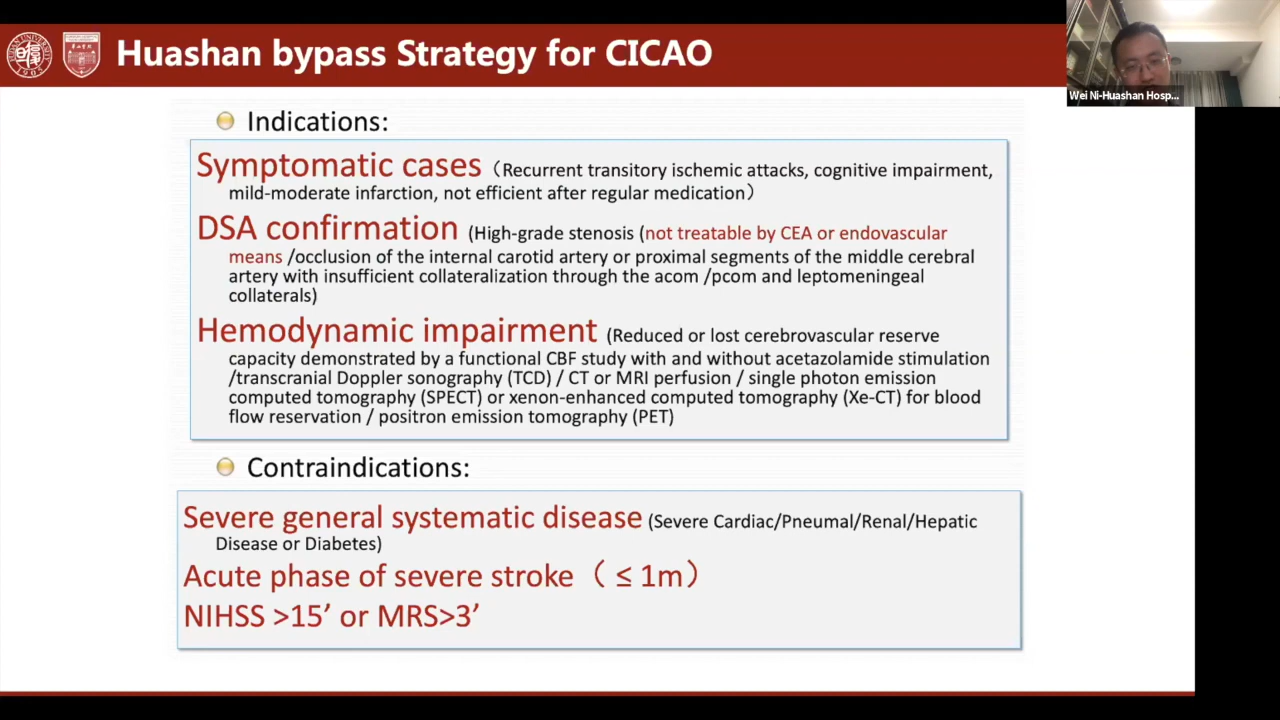 Huashan bypass Strategy for CICAO
Wei Ni-Huashan Hosp...
Indications:
Symptomatic cases（Recurrent transitory ischemic attacks, cognitive impairment,
mild-moderate infarction, not efficient after regular medication）
DSA confirmation (High-grade stenosis (not treatable by CEA or endovascular
means /occlusion of the internal carotid artery or proximal segments of the middle cerebral
artery with insufficient collateralization through the acom /pcom and leptomeningeal
collaterals)
Hemodynamic impairment (Reduced or lost cerebrovascular reserve
capacity demonstrated by a functional CBF study with and without acetazolamide stimulation
/transcranial Doppler sonography (TCD) / CT or MRI perfusion / single photon emission
computed tomography (SPECT) or xenon-enhanced computed tomography (Xe-CT) for blood
flow reservation / positron emission tomography (PET)
Contraindications:
Severe general systematic disease (Severe Cardiac/Pneumal/Renal/Hepatic
Disease or Diabetes)
Acute phase of severe stroke（ ≤ 1m）
NIHSS >15’ or MRS>3’